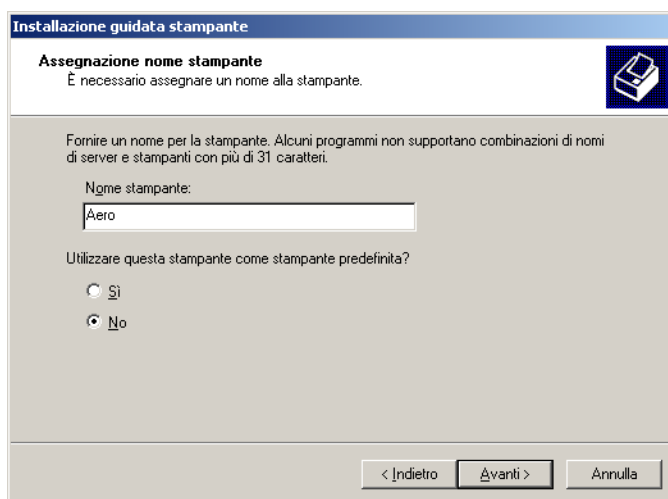 Installazione guidata stampante
Assegnazione nome stampante
È necessario assegnare un nome alla stampante.
Fornire un nome per la stampante. Alcuni programmi non supportano combinazioni di nomi
di server e stampanti con più di 31 caratteri.
Nome stampante:
Aero
Utilizzare questa stampante come stampante predefinita?
Sì
No
< Indietro
Avanti >
Annulla